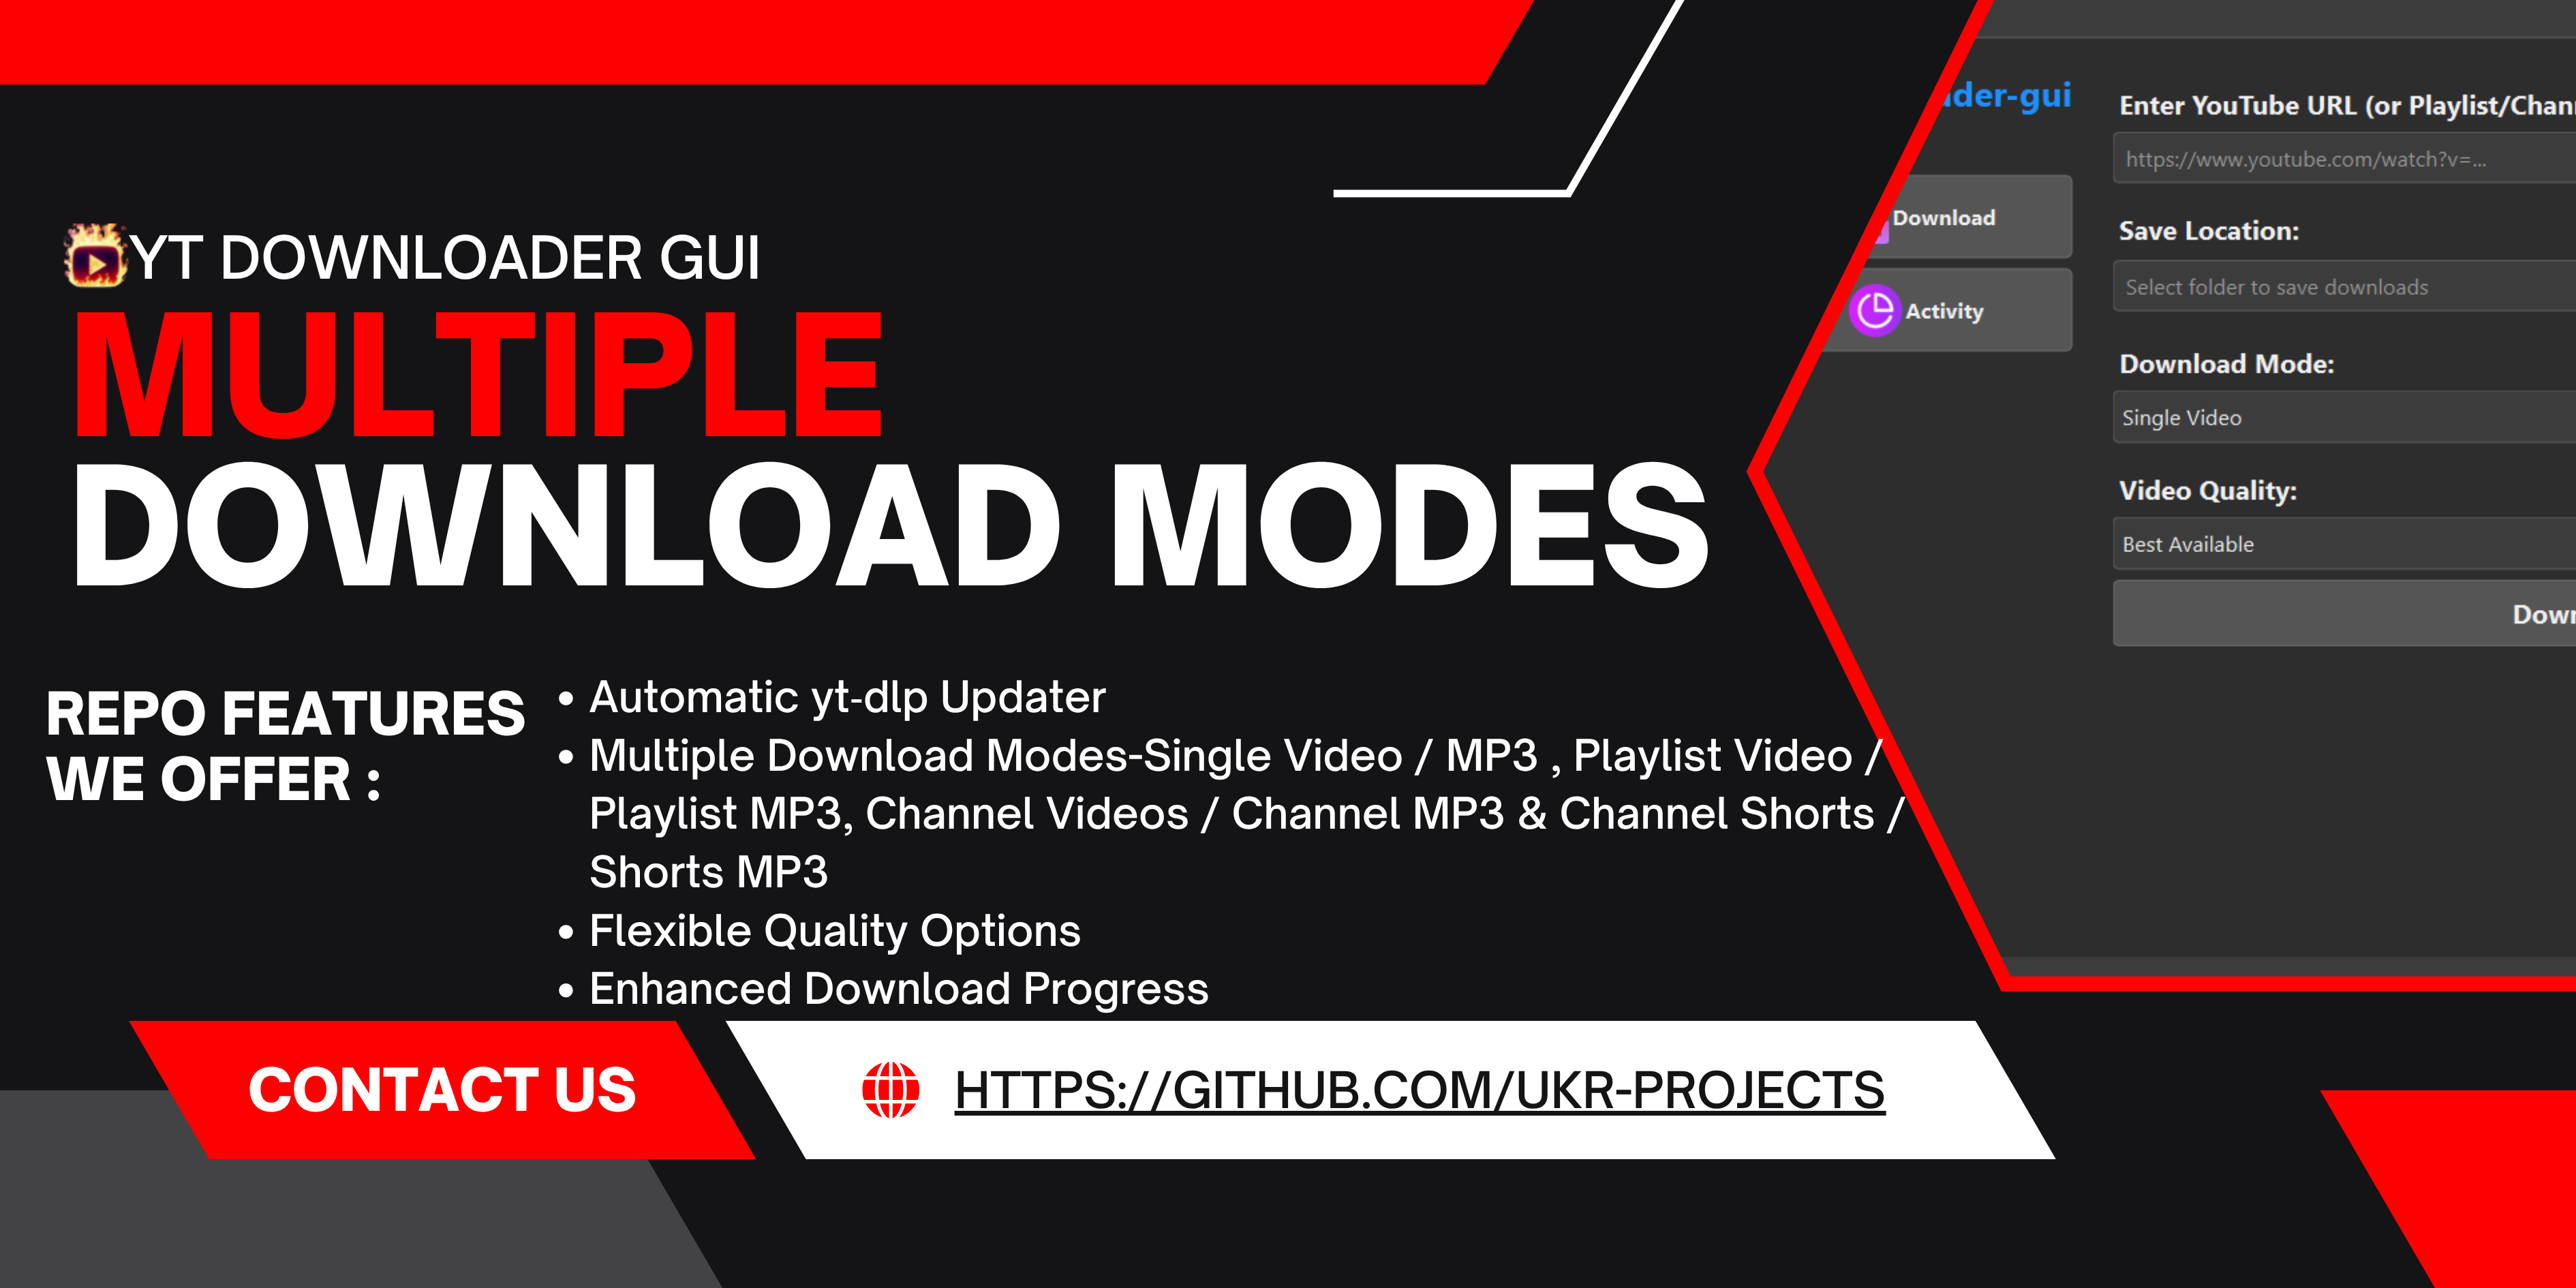 YT DOWNLOADER GUI
MULTIPLE
DOWNLOAD MODES
REPO FEATURES
WE OFFER :
• Automatic yt-dlp Updater
• Multiple Download Modes-Single Video / MP3 , Playlist Video /
Playlist MP3, Channel Videos / Channel MP3 & Channel Shorts /
Shorts MP3
• Flexible Quality Options
• Enhanced Download Progress
CONTACT US
HTTPS://GITHUB.COM/UKR-PROJECTS
der-gui
Download
Activity
Enter YouTube URL (or Playlist/Chan
https://www.youtube.com/watch?v=...
Save Location:
Select folder to save downloads
Download Mode:
Single Video
Video Quality:
Best Available
Down